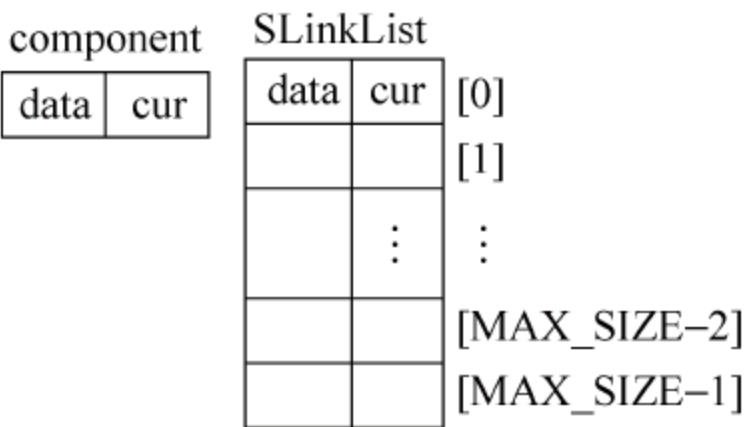 component
SLinkList
data cur
data cur [0]
[1]
⋮ ⋮
[MAX_SIZE−2]
[MAX_SIZE−1]